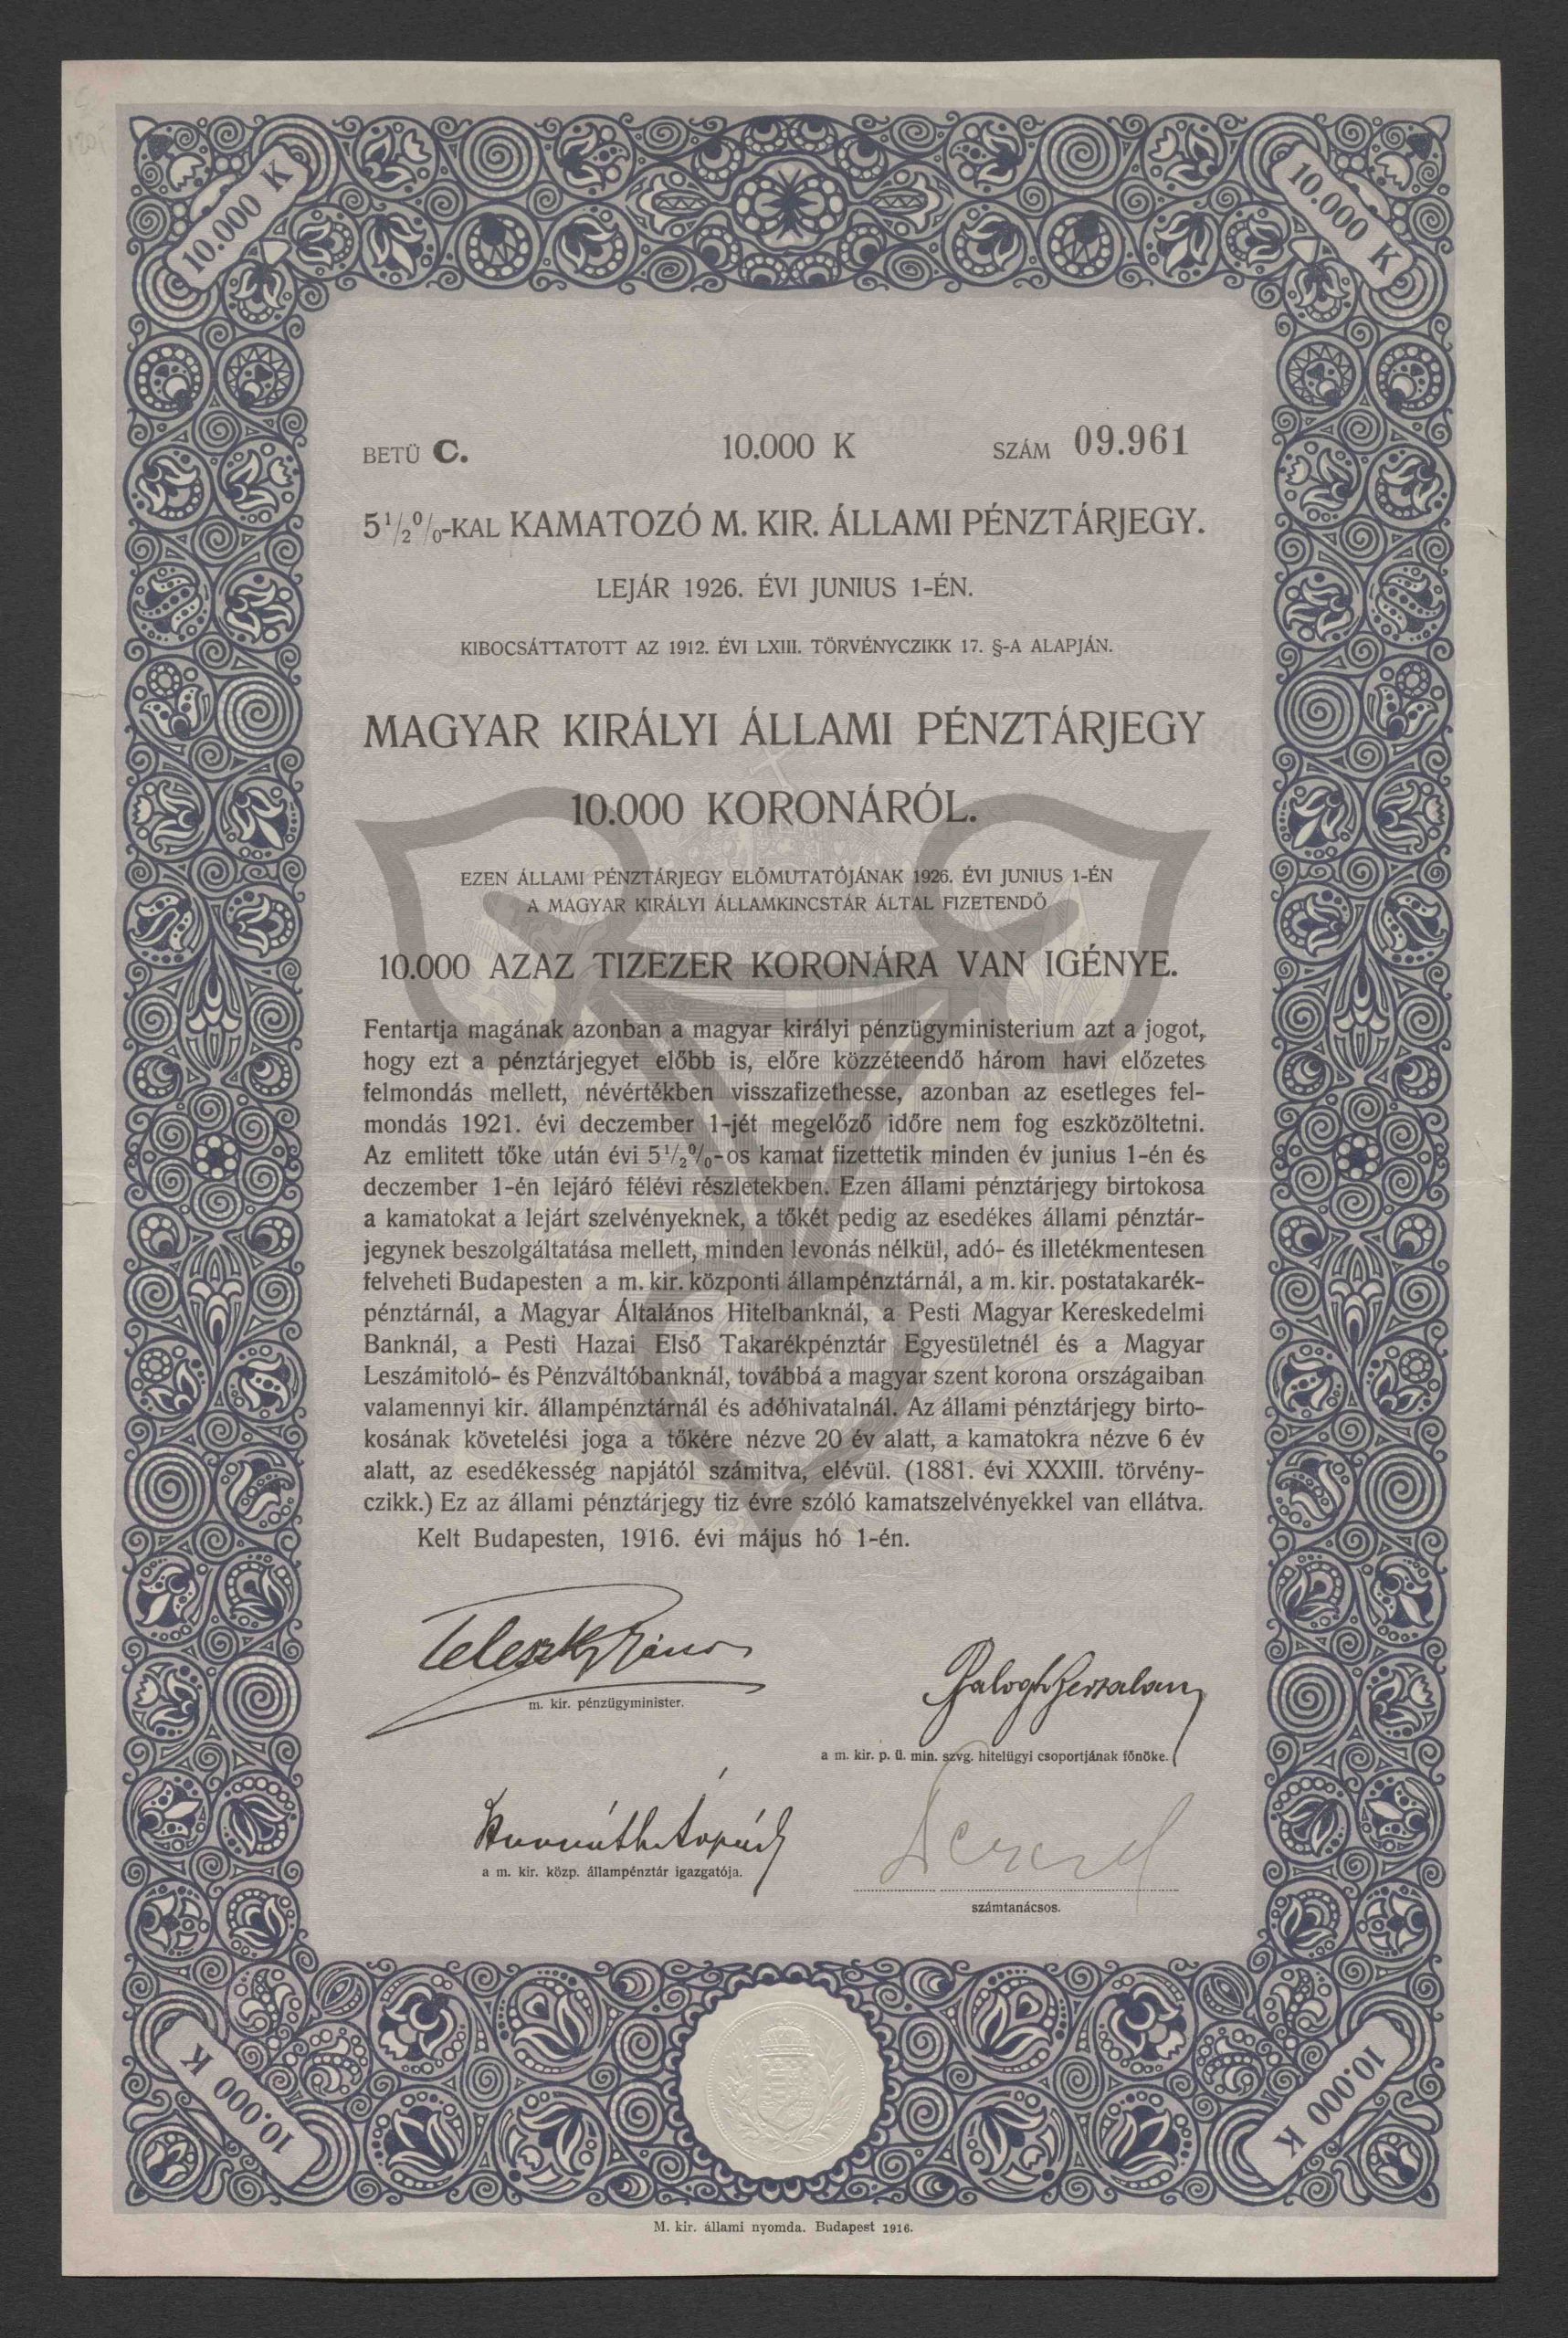 10.000 K
10.000 K
BETÜ C. 10.000 K SZÁM 09.961
5 1/2 %-KAL KAMATOZÓ M. KIR. ÁLLAMI PÉNZTÁRJEGY.
LEJÁR 1926. ÉVI JUNIUS 1-ÉN.
KIBOCSÁTTATOTT AZ 1912. ÉVI LXIII. TÖRVÉNYCZIKK 17. §-A ALAPJÁN.
MAGYAR KIRÁLYI ÁLLAMI PÉNZTÁRJEGY
10.000 KORONÁRÓL.
EZEN ÁLLAMI PÉNZTÁRJEGY ELŐMUTATÓJÁNAK 1926. ÉVI JUNIUS 1-ÉN
A MAGYAR KIRÁLYI ÁLLAMKINCSTÁR ÁLTAL FIZETENDŐ
10.000 AZAZ TIZEZER KORONÁRA VAN IGÉNYE.
Fentartja magának azonban a magyar királyi pénzügyministerium azt a jogot,
hogy ezt a pénztárjegyet előbb is, előre közzéteendő három havi előzetes
felmondás mellett, névértékben visszafizethesse, azonban az esetleges fel-
mondás 1921. évi deczember 1-jét megelőző időre nem fog eszközöltetni.
Az emlitett tőke után évi 5 1/2 %-os kamat fizettetik minden év junius 1-én és
deczember 1-én lejáró félévi részletekben. Ezen állami pénztárjegy birtokosa
a kamatokat a lejárt szelvényeknek, a tőkét pedig az esedékes állami pénztár-
jegynek beszolgáltatása mellett, minden levonás nélkül, adó- és illetékmentesen
felveheti Budapesten a m. kir. központi állampénztárnál, a m. kir. postatakarék-
pénztárnál, a Magyar Általános Hitelbanknál, a Pesti Magyar Kereskedelmi
Banknál, a Pesti Hazai Első Takarékpénztár Egyesületnél és a Magyar
Leszámitoló- és Pénzváltóbanknál, továbbá a magyar szent korona országaiban
valamennyi kir. állampénztárnál és adóhivatalnál. Az állami pénztárjegy birto-
kosának követelési joga a tőkére nézve 20 év alatt, a kamatokra nézve 6 év
alatt, az esedékesség napjától számitva, elévül. (1881. évi XXXIII. törvény-
czikk.) Ez az állami pénztárjegy tiz évre szóló kamatszelvényekkel van ellátva.
Kelt Budapesten, 1916. évi május hó 1-én.
Teleszky János
m. kir. pénzügyminister.
Balogh
a m. kir. p. ü. min. szvg. hitelügyi csoportjának főnöke.
Horváth Árpád
a m. kir. közp. állampénztár igazgatója.
számtanácsos.
10.000 K
10.000 K
M. kir. állami nyomda. Budapest 1916.